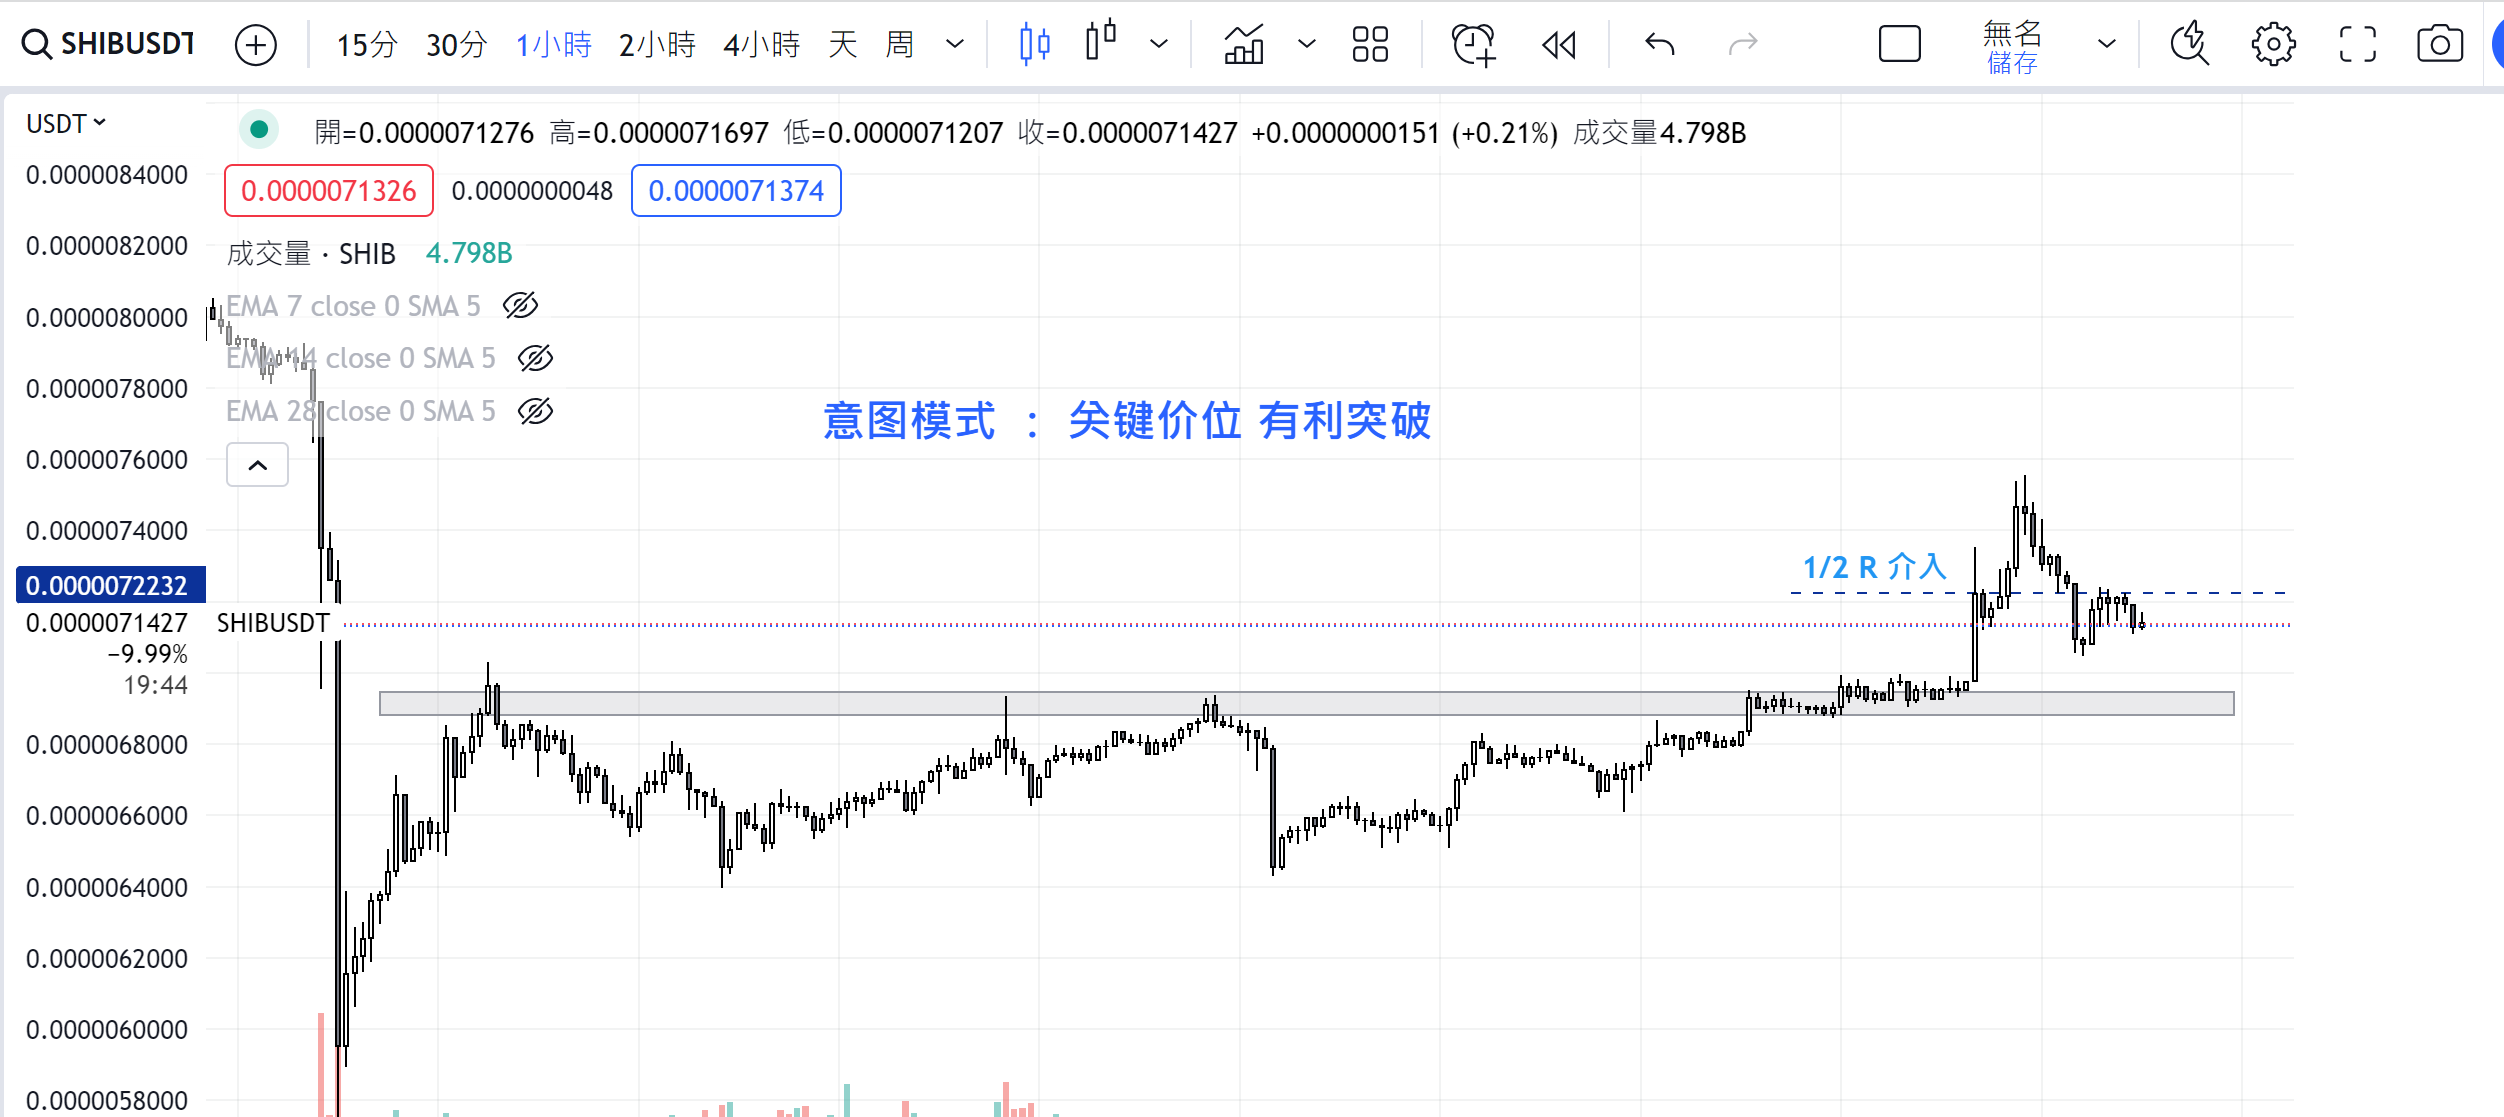 SHIBUSDT
15分 30分 1小時 2小時 4小時 天 周
無名
儲存
USDT
開=0.0000071276 高=0.0000071697 低=0.0000071207 收=0.0000071427 +0.0000000151 (+0.21%) 成交量4.798B
0.0000071326 0.0000000048 0.0000071374
成交量 · SHIB 4.798B
EMA 7 close 0 SMA 5
EMA 14 close 0 SMA 5
EMA 28 close 0 SMA 5
意图模式 ： 关键价位 有利突破
1/2 R 介入
0.0000084000
0.0000082000
0.0000080000
0.0000078000
0.0000076000
0.0000074000
0.0000072232
0.0000071427 SHIBUSDT
−9.99%
19:44
0.0000068000
0.0000066000
0.0000064000
0.0000062000
0.0000060000
0.0000058000